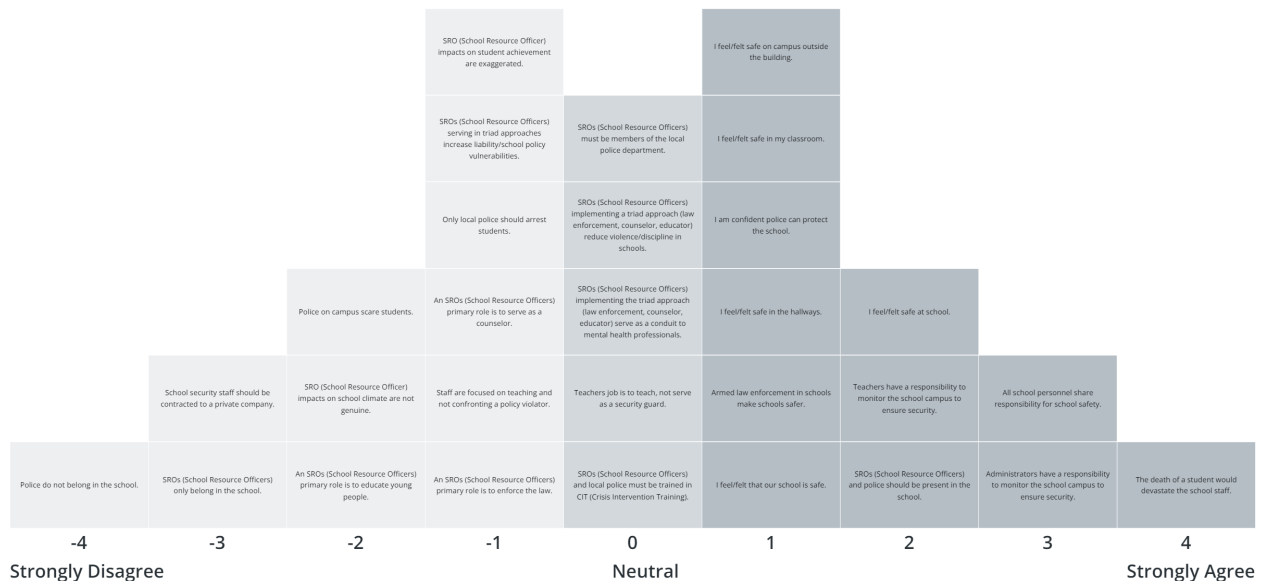 SRO (School Resource Officer)
impacts on student achievement
are exaggerated.
I feel/felt safe on campus outside
the building.
SROs (School Resource Officers)
serving in triad approaches
increase liability/school policy
vulnerabilities.
SROs (School Resource Officers)
must be members of the local
police department.
I feel/felt safe in my classroom.
Only local police should arrest
students.
SROs (School Resource Officers)
implementing a triad approach (law
enforcement, counselor, educator)
reduce violence/discipline in
schools.
I am confident police can protect
the school.
Police on campus scare students.
An SROs (School Resource Officers)
primary role is to serve as a
counselor.
SROs (School Resource Officers)
implementing the triad approach
(law enforcement, counselor,
educator) serve as a conduit to
mental health professionals.
I feel/felt safe in the hallways.
I feel/felt safe at school.
School security staff should be
contracted to a private company.
SRO (School Resource Officer)
impacts on school climate are not
genuine.
Staff are focused on teaching and
not confronting a policy violator.
Teachers job is to teach, not serve
as a security guard.
Armed law enforcement in schools
make schools safer.
Teachers have a responsibility to
monitor the school campus to
ensure security.
All school personnel share
responsibility for school safety.
Police do not belong in the school.
SROs (School Resource Officers)
only belong in the school.
An SROs (School Resource Officers)
primary role is to educate young
people.
An SROs (School Resource Officers)
primary role is to enforce the law.
SROs (School Resource Officers)
and local police must be trained in
CIT (Crisis Intervention Training).
I feel/felt that our school is safe.
SROs (School Resource Officers)
and police should be present in the
school.
Administrators have a responsibility
to monitor the school campus to
ensure security.
The death of a student would
devastate the school staff.
-4
-3
-2
-1
0
1
2
3
4
Strongly Disagree
Neutral
Strongly Agree